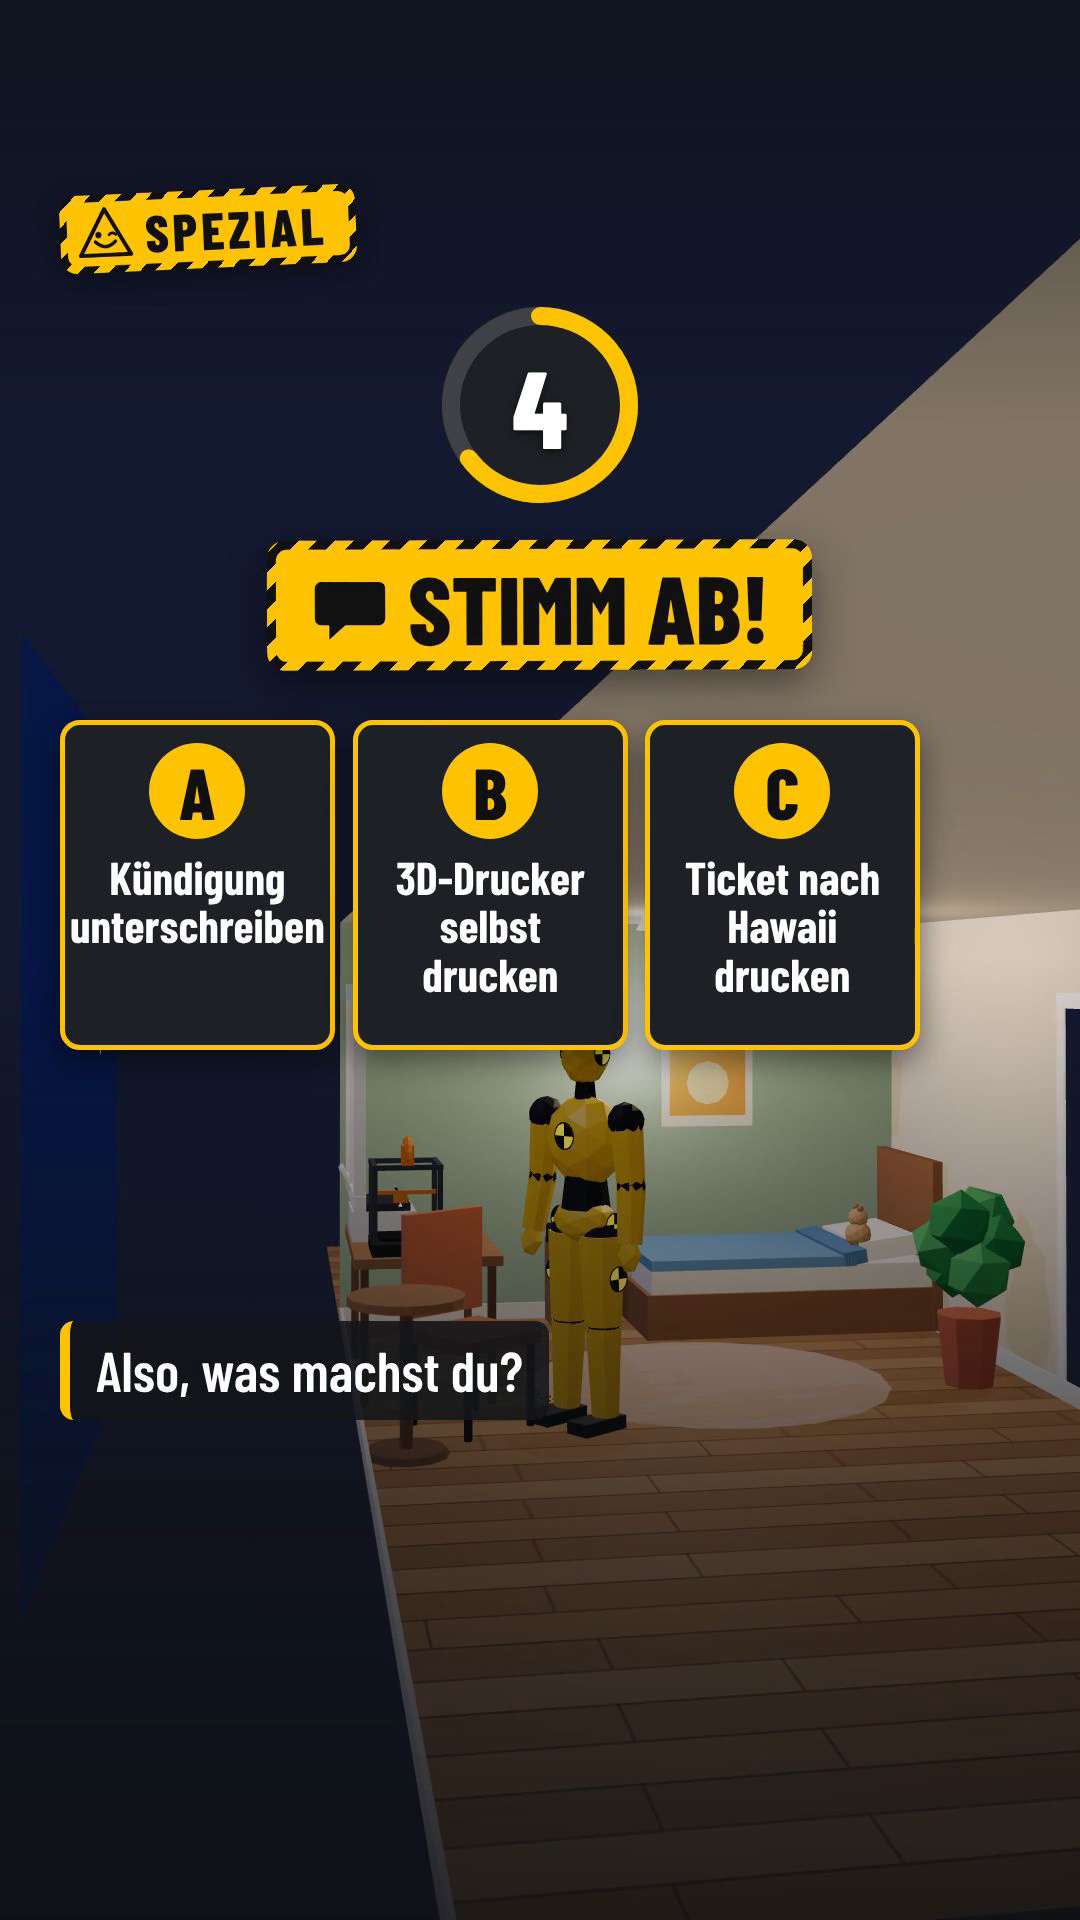 SPEZIAL
4
STIMM AB!
A
Kündigung
unterschreiben
B
3D-Drucker
selbst
drucken
C
Ticket nach
Hawaii
drucken
Also, was machst du?